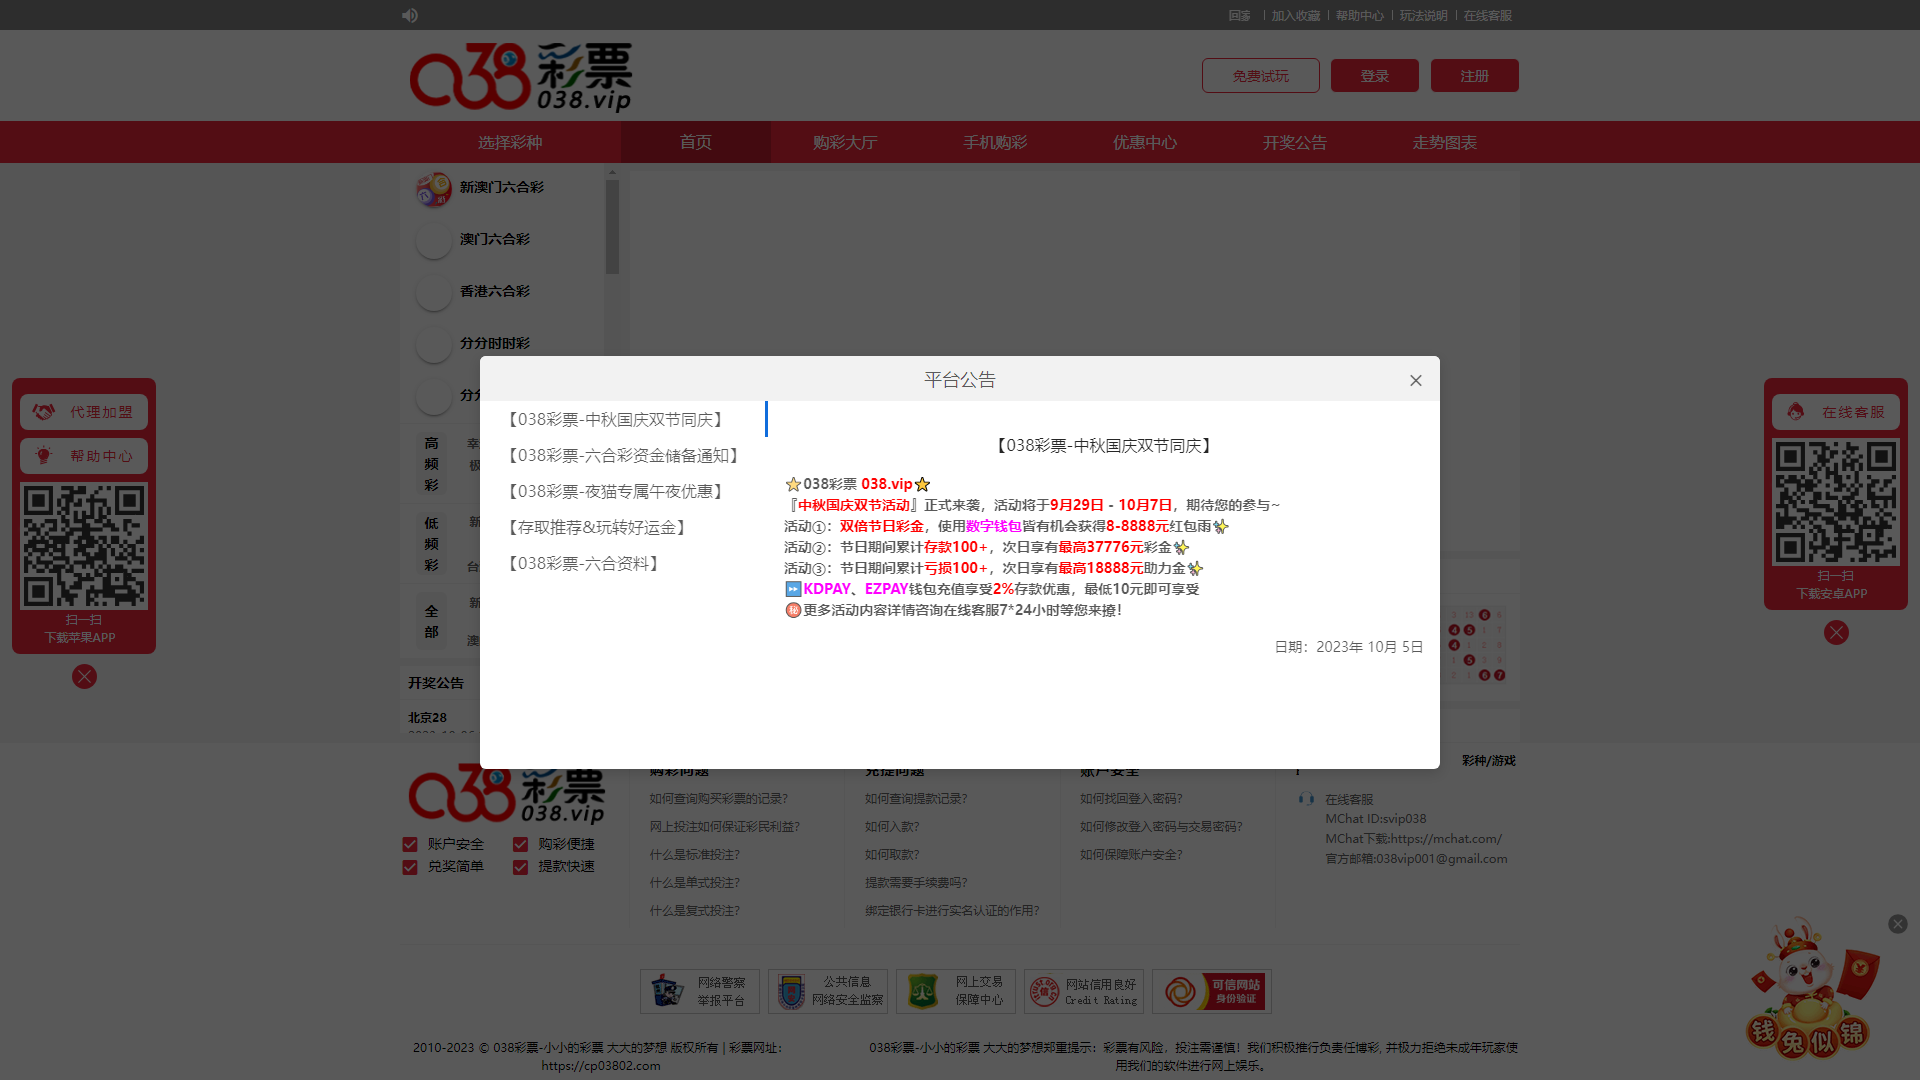 回家
加入收藏
帮助中心
玩法说明
在线客服
038彩票
038.vip
免费试玩
登录
注册
选择彩种
首页
购彩大厅
手机购彩
优惠中心
开奖公告
走势图表
新澳门六合彩
澳门六合彩
香港六合彩
分分时时彩
高频彩
低频彩
全部
开奖公告
北京28
代理加盟
帮助中心
扫一扫
下载苹果APP
在线客服
扫一扫
下载安卓APP
平台公告
【038彩票-中秋国庆双节同庆】
【038彩票-六合彩资金储备通知】
【038彩票-夜猫专属午夜优惠】
【存取推荐&玩转好运金】
【038彩票-六合资料】
【038彩票-中秋国庆双节同庆】
⭐038彩票 038.vip⭐
『中秋国庆双节活动』正式来袭，活动将于9月29日 - 10月7日，期待您的参与~
活动①：双倍节日彩金，使用数字钱包皆有机会获得8-8888元红包雨✨
活动②：节日期间累计存款100+，次日享有最高37776元彩金✨
活动③：节日期间累计亏损100+，次日享有最高18888元助力金✨
⏩KDPAY、EZPAY钱包充值享受2%存款优惠，最低10元即可享受
㊙更多活动内容详情咨询在线客服7*24小时等您来撩！
日期：2023年 10月 5日
038彩票
038.vip
账户安全
购彩便捷
兑奖简单
提款快速
购彩问题
如何查询购买彩票的记录?
网上投注如何保证彩民利益?
什么是标准投注?
什么是单式投注?
什么是复式投注?
充提问题
如何查询提款记录?
如何入款?
如何取款?
提款需要手续费吗?
绑定银行卡进行实名认证的作用?
账户安全
如何找回登入密码?
如何修改登入密码与交易密码?
如何保障账户安全?
彩种/游戏
在线客服
MChat ID:svip038
MChat下载:https://mchat.com/
官方邮箱:038vip001@gmail.com
网络警察
举报平台
公共信息
网络安全监察
网上交易
保障中心
网站信用良好
Credit Rating
可信网站
身份验证
2010-2023 © 038彩票-小小的彩票 大大的梦想 版权所有 | 彩票网址：
https://cp03802.com
038彩票-小小的彩票 大大的梦想郑重提示：彩票有风险，投注需谨慎！我们积极推行负责任博彩, 并极力拒绝未成年玩家使
用我们的软件进行网上娱乐。
钱兔似锦